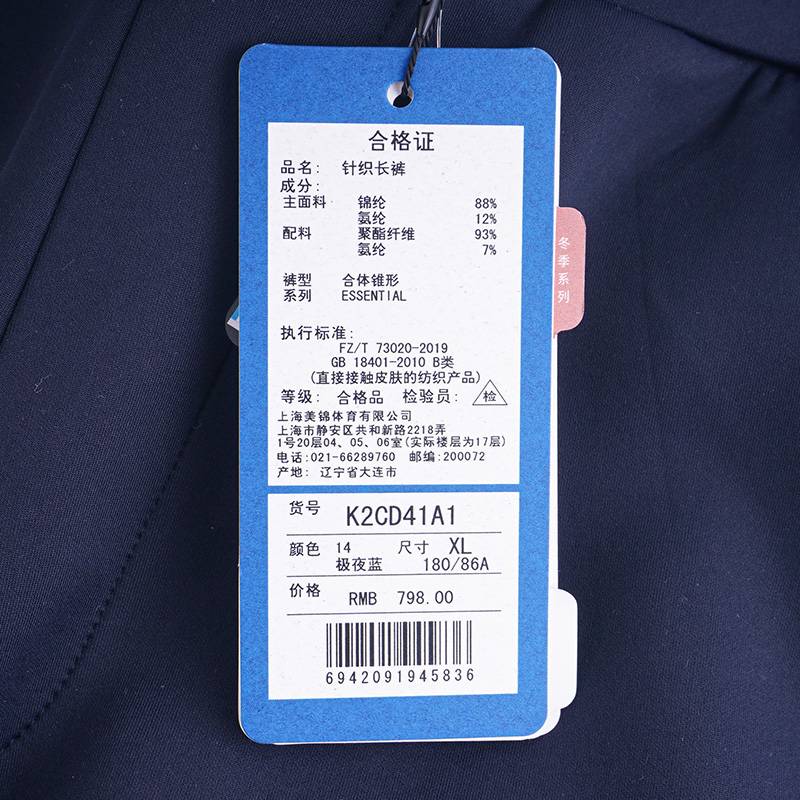 合格证
品名: 针织长裤
成分:
主面料 锦纶 88%
氨纶 12%
配料 聚酯纤维 93%
氨纶 7%
裤型 合体锥形
系列 ESSENTIAL
执行标准:
FZ/T 73020-2019
GB 18401-2010 B类
(直接接触皮肤的纺织产品)
等级: 合格品 检验员: 检
上海美锦体育有限公司
上海市静安区共和新路2218弄
1号20层04、05、06室(实际楼层为17层)
电话:021-66289760 邮编:200072
产地: 辽宁省大连市
货号 K2CD41A1
颜色 14 尺寸 XL
极夜蓝 180/86A
价格 RMB 798.00
6942091945836
冬季系列